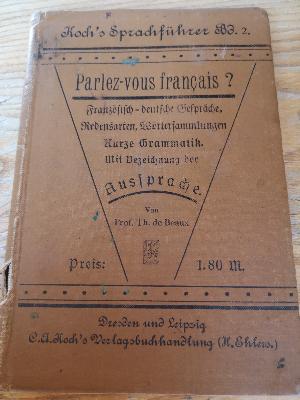 Koch's Sprachführer Bd. 2.
Parlez-vous français ?
Französisch-deutsche Gespräche,
Redensarten, Wörtersammlungen
Kurze Grammatik.
Mit Bezeichnung der
Aussprache.
Von
Prof. Th. de Beaux
Preis: 1.80 M.
Dresden und Leipzig
C.A. Koch's Verlagsbuchhandlung (H. Ehlers.)